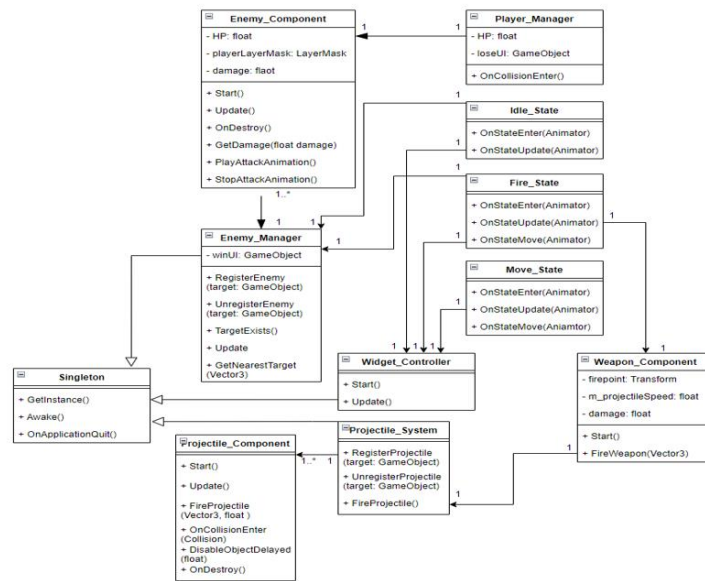 Enemy_Component
- HP: float
- playerLayerMask: LayerMask
- damage: flaot
+ Start()
+ Update()
+ OnDestroy()
+ GetDamage(float damage)
+ PlayAttackAnimation()
+ StopAttackAnimation()
1
1
Player_Manager
- HP: float
- loseUI: GameObject
+ OnCollisionEnter()
1
Idle_State
+ OnStateEnter(Animator)
+ OnStateUpdate(Animator)
1
1
Fire_State
+ OnStateEnter(Animator)
+ OnStateUpdate(Animator)
+ OnStateMove(Animator)
1
1
1
Move_State
+ OnStateEnter(Animator)
+ OnStateUpdate(Animator)
+ OnStateMove(Aniamtor)
1
1..*
1
1
1
Enemy_Manager
- winUI: GameObject
+ RegisterEnemy
(target: GameObject)
+ UnregisterEnemy
(target: GameObject)
+ TargetExists()
+ Update
+ GetNearestTarget
(Vector3)
1
1
1
1
Widget_Controller
+ Start()
+ Update()
Weapon_Component
- firepoint: Transform
- m_projectileSpeed: float
- damage: float
+ Start()
+ FireWeapon(Vector3)
1
1
Singleton
+ GetInstance()
+ Awake()
+ OnApplicationQuit()
Projectile_System
+ RegisterProjectile
(target: GameObject)
+ UnregisterProjectile
(target: GameObject)
+ FireProjectile()
1..*
1
Projectile_Component
+ Start()
+ Update()
+ FireProjectile
(Vector3, float )
+ OnCollisionEnter
(Collision)
+ DisableObjectDelayed
(float)
+ OnDestroy()